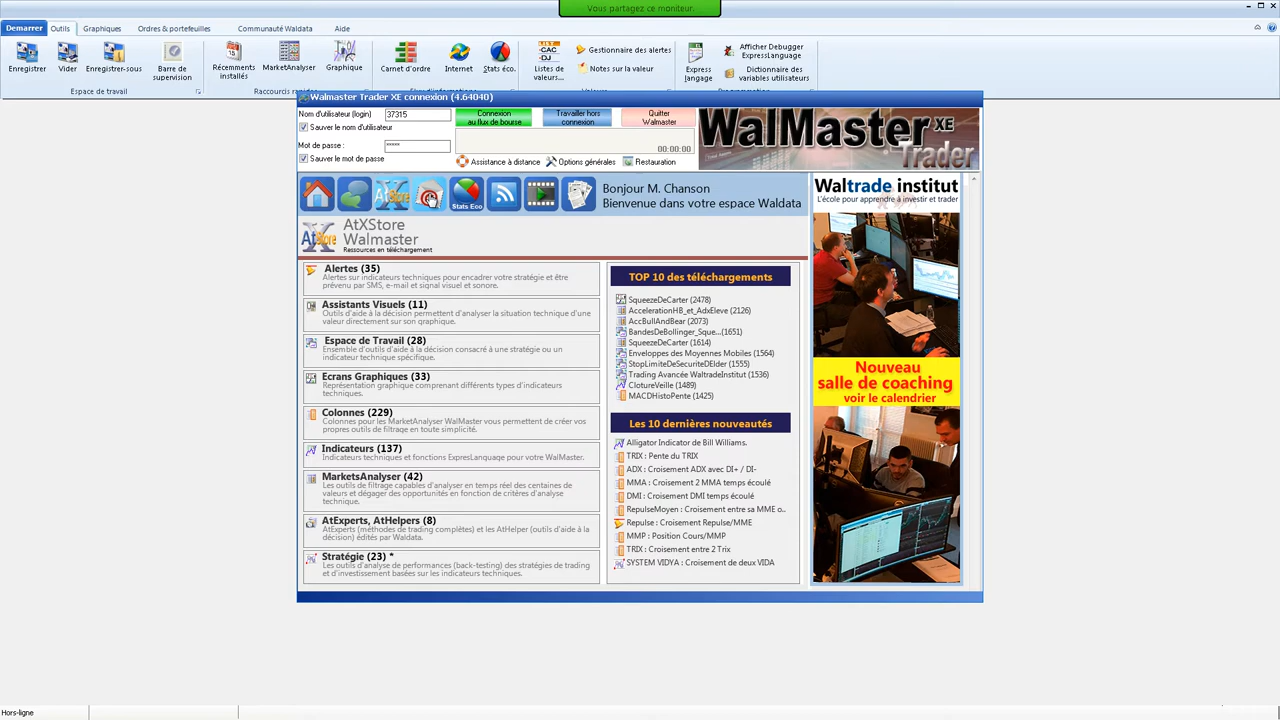 Vous partagez ce moniteur.
Demarrer Outils Graphiques Ordres & portefeuilles Communauté Waldata Aide
Enregistrer Vider Enregistrer-sous Barre de supervision
Espace de travail
Récemments installés MarketAnalyser Graphique
Raccourcis
Carnet d'ordre Internet Stats éco.
Listes de valeurs...
Gestionnaire des alertes
Notes sur la valeur
Express langage
Afficher Debugger ExpressLanguage
Dictionnaire des variables utilisateurs
Walmaster Trader XE connexion (4.64040)
Nom d'utilisateur (login) 37315
Sauver le nom d'utilisateur
Mot de passe : *****
Sauver le mot de passe
Connexion au flux de bourse
Travailler hors connexion
Quitter Walmaster
00:00:00
Assistance à distance Options générales Restauration
WalMaster XE
Trader
AtXStore
Stats Eco
Bonjour M. Chanson
Bienvenue dans votre espace Waldata
AtXStore
Walmaster
Ressources en téléchargement
Alertes (35)
Alertes sur indicateurs techniques pour encadrer votre stratégie et être
prévenu par SMS, e-mail et signal visuel et sonore.
Assistants Visuels (11)
Outils d'aide à la décision permettent d'analyser la situation technique d'une
valeur directement sur son graphique.
Espace de Travail (28)
Ensemble d'outils d'aide à la décision consacré à une stratégie ou un
indicateur technique spécifique.
Ecrans Graphiques (33)
Représentation graphique comprenant différents types d'indicateurs
techniques.
Colonnes (229)
Colonnes pour les MarketAnalyser WalMaster vous permettent de créer vos
propres outils de filtrage en toute simplicité.
Indicateurs (137)
Indicateurs techniques et fonctions ExpresLanguage pour votre WalMaster.
MarketsAnalyser (42)
Les outils de filtrage capables d'analyser en temps réel des centaines de
valeurs et dégager des opportunités en fonction de critères d'analyse
technique.
AtExperts, AtHelpers (8)
AtExperts (méthodes de trading complètes) et les AtHelper (outils d'aide à la
décision) édités par Waldata.
Stratégie (23) *
Les outils d'analyse de performances (back-testing) des stratégies de trading
et d'investissement basées sur les indicateurs techniques.
TOP 10 des téléchargements
SqueezeDeCarter (2478)
AccelerationHB_et_AdxEleve (2126)
AccBullAndBear (2073)
BandesDeBollinger_Sque...(1651)
SqueezeDeCarter (1614)
Enveloppes des Moyennes Mobiles (1564)
StopLimiteDeSecuriteDElder (1555)
Trading Avancée WaltradeInstitut (1536)
ClotureVeille (1489)
MACDHistoPente (1425)
Les 10 dernières nouveautés
Alligator Indicator de Bill Williams.
TRIX : Pente du TRIX
ADX : Croisement ADX avec DI+ / DI-
MMA : Croisement 2 MMA temps écoulé
DMI : Croisement DMI temps écoulé
RepulseMoyen : Croisement entre sa MME o..
Repulse : Croisement Repulse/MME
MMP : Position Cours/MMP
TRIX : Croisement entre 2 Trix
SYSTEM VIDYA : Croisement de deux VIDA
Waltrade institut
L'école pour apprendre à investir et trader
Nouveau
salle de coaching
voir le calendrier
Hors-ligne